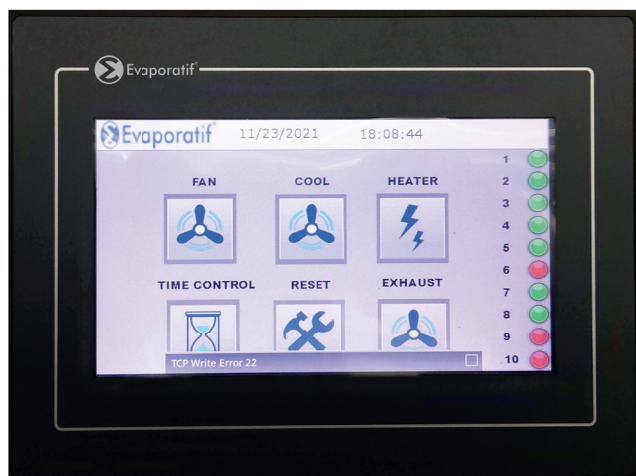 Evaporatif
Evaporatif 11/23/2021 18:08:44
1
FAN COOL HEATER 2
3
4
5
6
TIME CONTROL RESET EXHAUST
7
8
9
TCP Write Error 22 10